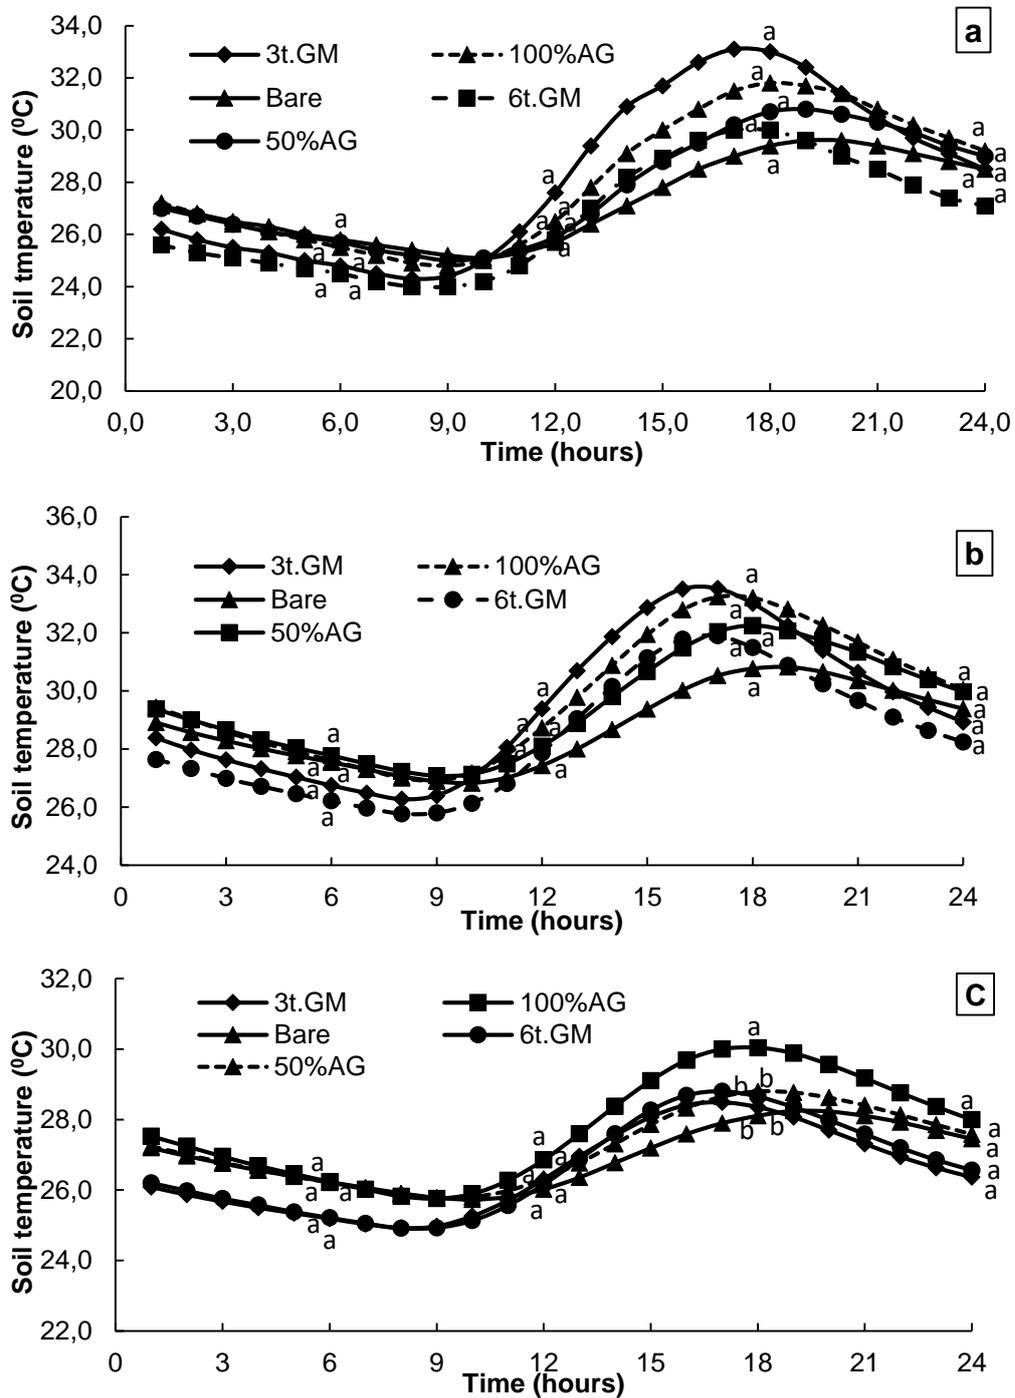 34,0
a
a
3t.GM
100%AG
32,0
a
Bare
6t.GM
a
30,0
50%AG
a
a
a
28,0
a
a
a
a
a
a
26,0
a
a
a
a
a
a
24,0
a
a
22,0
20,0
0,0 3,0 6,0 9,0 12,0 15,0 18,0 21,0 24,0
Time (hours)
Soil tmperature (⁰C)
36,0
b
34,0
3t.GM
100%AG
a
Bare
6t.GM
a
32,0
50%AG
a
a
30,0
a
a
a
a
a
a
28,0
a
a
a
a
a
a
a
26,0
a
a
24,0
0 3 6 9 12 15 18 21 24
Time (hours)
Soil temperature (⁰C)
32,0
C
3t.GM
100%AG
30,0
Bare
6t.GM
a
50%AG
b
b
28,0
a
b
b
a
a
a
a
a
a
a
26,0
a
a
a
a
a
a
24,0
a
22,0
0 3 6 9 12 15 18 21 24
Time (hours)
Soil temperature (⁰C)